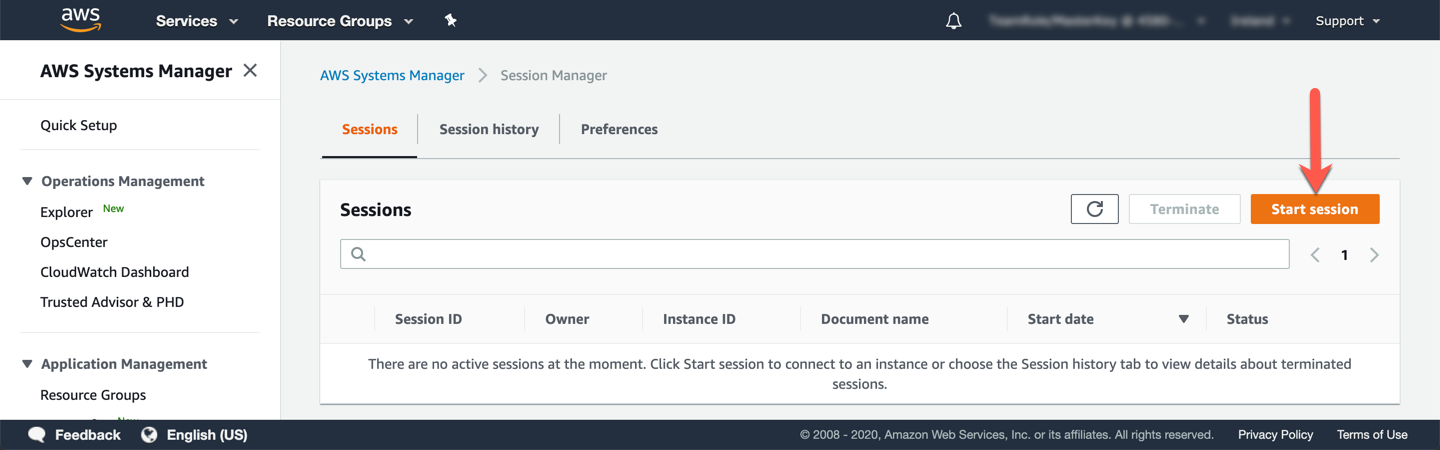 aws Services Resource Groups Support
AWS Systems Manager
AWS Systems Manager Session Manager
Quick Setup
Sessions Session history Preferences
Operations Management
Explorer New
OpsCenter
CloudWatch Dashboard
Trusted Advisor & PHD
Application Management
Resource Groups
New
Sessions Terminate Start session
1
Session ID Owner Instance ID Document name Start date Status
There are no active sessions at the moment. Click Start session to connect to an instance or choose the Session history tab to view details about terminated
sessions.
Feedback English (US) © 2008 - 2020, Amazon Web Services, Inc. or its affiliates. All rights reserved. Privacy Policy Terms of Use